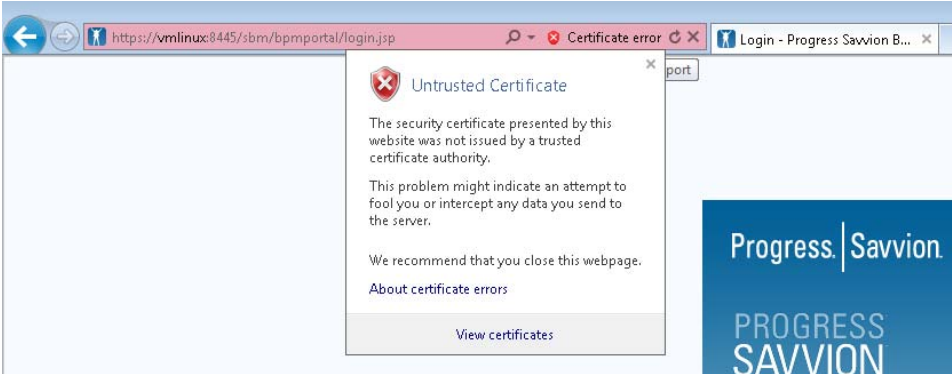 https://vmlinux:8445/sbm/bpmportal/login.jsp
Certificate error
Login - Progress Savvion B...
port
Untrusted Certificate
The security certificate presented by this
website was not issued by a trusted
certificate authority.
This problem might indicate an attempt to
fool you or intercept any data you send to
the server.
We recommend that you close this webpage.
About certificate errors
View certificates
Progress. Savvion.
PROGRESS
SAVVION